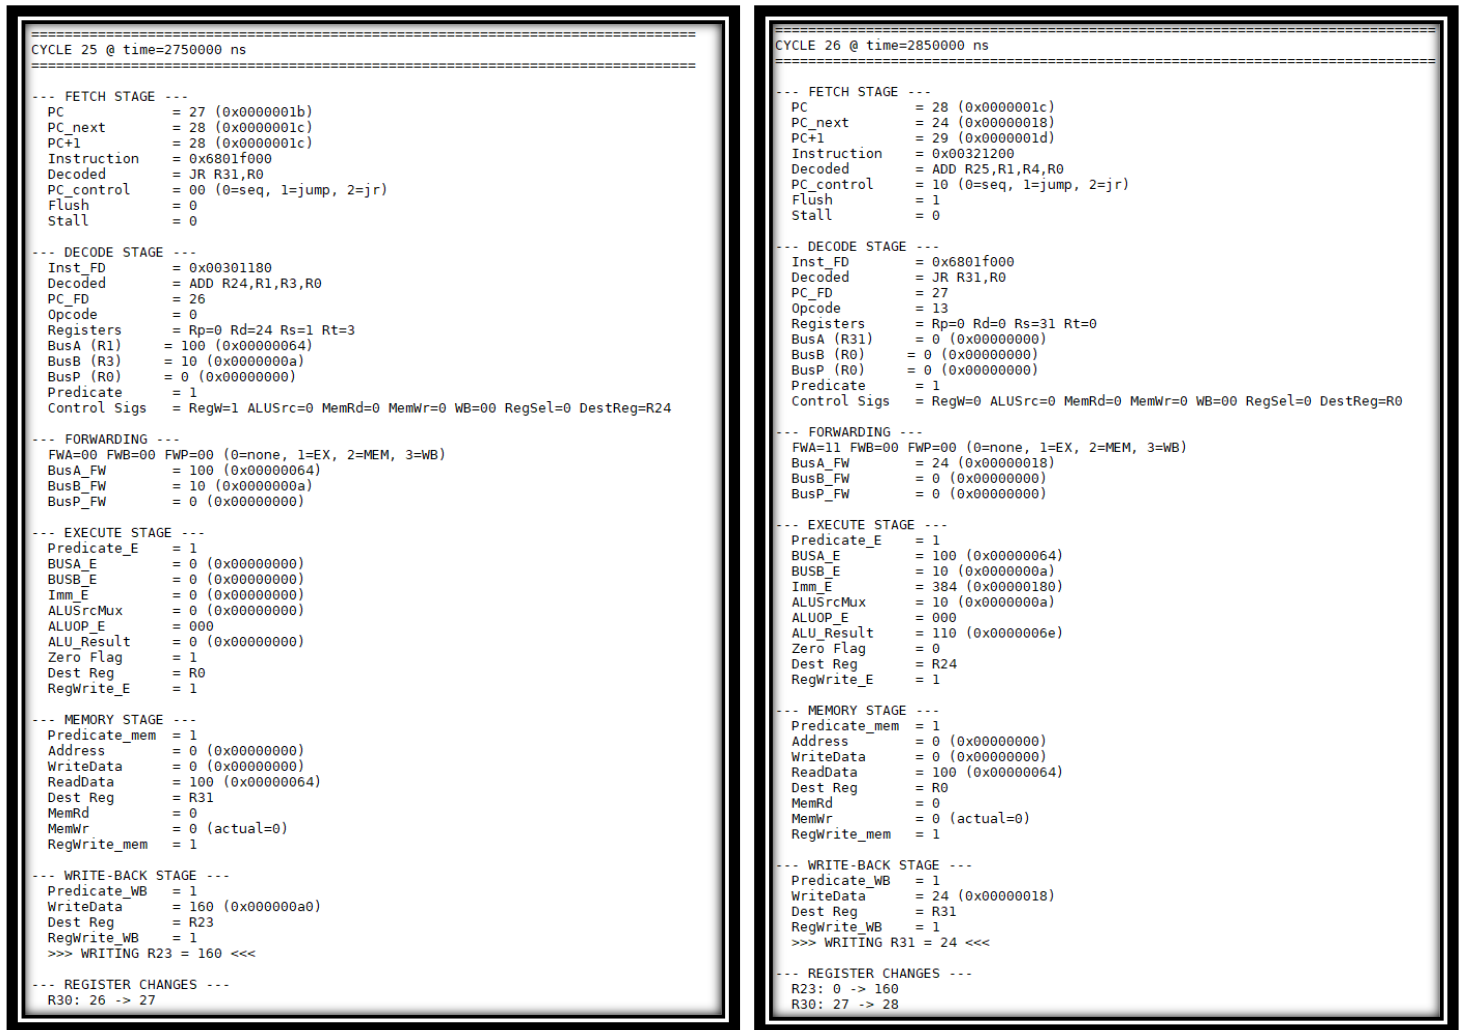 ================================================================================
CYCLE 25 @ time=2750000 ns
================================================================================
--- FETCH STAGE ---
PC = 27 (0x0000001b)
PC_next = 28 (0x0000001c)
PC+1 = 28 (0x0000001c)
Instruction = 0x6801f000
Decoded = JR R31,R0
PC_control = 00 (0=seq, 1=jump, 2=jr)
Flush = 0
Stall = 0
--- DECODE STAGE ---
Inst_FD = 0x00301180
Decoded = ADD R24,R1,R3,R0
PC_FD = 26
Opcode = 0
Registers = Rp=0 Rd=24 Rs=1 Rt=3
BusA (R1) = 100 (0x00000064)
BusB (R3) = 10 (0x0000000a)
BusP (R0) = 0 (0x00000000)
Predicate = 1
Control Sigs = RegW=1 ALUSrc=0 MemRd=0 MemWr=0 WB=00 RegSel=0 DestReg=R24
--- FORWARDING ---
FWA=00 FWB=00 FWP=00 (0=none, 1=EX, 2=MEM, 3=WB)
BusA_FW = 100 (0x00000064)
BusB_FW = 10 (0x0000000a)
BusP_FW = 0 (0x00000000)
--- EXECUTE STAGE ---
Predicate_E = 1
BUSA_E = 0 (0x00000000)
BUSB_E = 0 (0x00000000)
Imm_E = 0 (0x00000000)
ALUSrcMux = 0 (0x00000000)
ALUOP_E = 000
ALU_Result = 0 (0x00000000)
Zero Flag = 1
Dest Reg = R0
RegWrite_E = 1
--- MEMORY STAGE ---
Predicate_mem = 1
Address = 0 (0x00000000)
WriteData = 0 (0x00000000)
ReadData = 100 (0x00000064)
Dest Reg = R31
MemRd = 0
MemWr = 0 (actual=0)
RegWrite_mem = 1
--- WRITE-BACK STAGE ---
Predicate_WB = 1
WriteData = 160 (0x000000a0)
Dest Reg = R23
RegWrite_WB = 1
>>> WRITING R23 = 160 <<<
--- REGISTER CHANGES ---
R30: 26 -> 27
================================================================================
CYCLE 26 @ time=2850000 ns
================================================================================
--- FETCH STAGE ---
PC = 28 (0x0000001c)
PC_next = 24 (0x00000018)
PC+1 = 29 (0x0000001d)
Instruction = 0x00321200
Decoded = ADD R25,R1,R4,R0
PC_control = 10 (0=seq, 1=jump, 2=jr)
Flush = 1
Stall = 0
--- DECODE STAGE ---
Inst_FD = 0x6801f000
Decoded = JR R31,R0
PC_FD = 27
Opcode = 13
Registers = Rp=0 Rd=0 Rs=31 Rt=0
BusA (R31) = 0 (0x00000000)
BusB (R0) = 0 (0x00000000)
BusP (R0) = 0 (0x00000000)
Predicate = 1
Control Sigs = RegW=0 ALUSrc=0 MemRd=0 MemWr=0 WB=00 RegSel=0 DestReg=R0
--- FORWARDING ---
FWA=11 FWB=00 FWP=00 (0=none, 1=EX, 2=MEM, 3=WB)
BusA_FW = 24 (0x00000018)
BusB_FW = 0 (0x00000000)
BusP_FW = 0 (0x00000000)
--- EXECUTE STAGE ---
Predicate_E = 1
BUSA_E = 100 (0x00000064)
BUSB_E = 10 (0x0000000a)
Imm_E = 384 (0x00000180)
ALUSrcMux = 10 (0x0000000a)
ALUOP_E = 000
ALU_Result = 110 (0x0000006e)
Zero Flag = 0
Dest Reg = R24
RegWrite_E = 1
--- MEMORY STAGE ---
Predicate_mem = 1
Address = 0 (0x00000000)
WriteData = 0 (0x00000000)
ReadData = 100 (0x00000064)
Dest Reg = R0
MemRd = 0
MemWr = 0 (actual=0)
RegWrite_mem = 1
--- WRITE-BACK STAGE ---
Predicate_WB = 1
WriteData = 24 (0x00000018)
Dest Reg = R31
RegWrite_WB = 1
>>> WRITING R31 = 24 <<<
--- REGISTER CHANGES ---
R23: 0 -> 160
R30: 27 -> 28